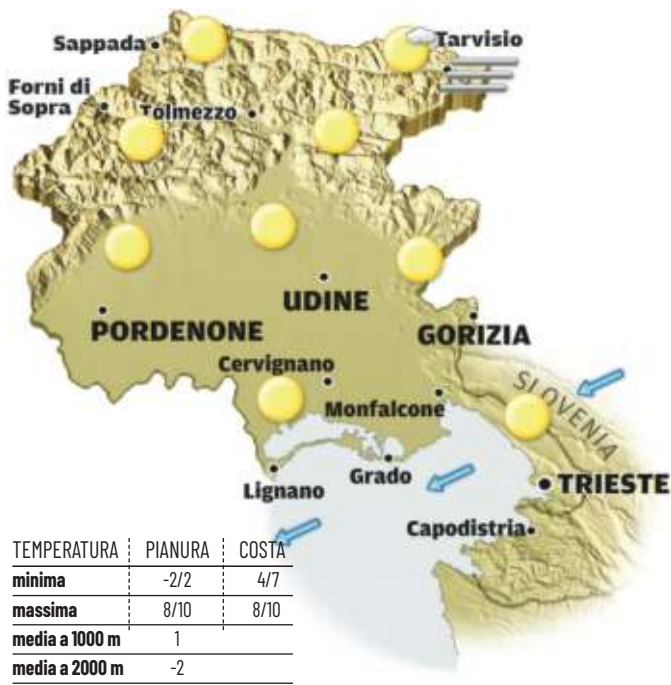 Sappada
Tarvisio
Forni di
Sopra
Tolmezzo
UDINE
PORDENONE
GORIZIA
Cervignano
SLOVENIA
Monfalcone
Grado
Lignano
TRIESTE
Capodistria
TEMPERATURA PIANURA COSTA
minima -2/2 4/7
massima 8/10 8/10
media a 1000 m 1
media a 2000 m -2